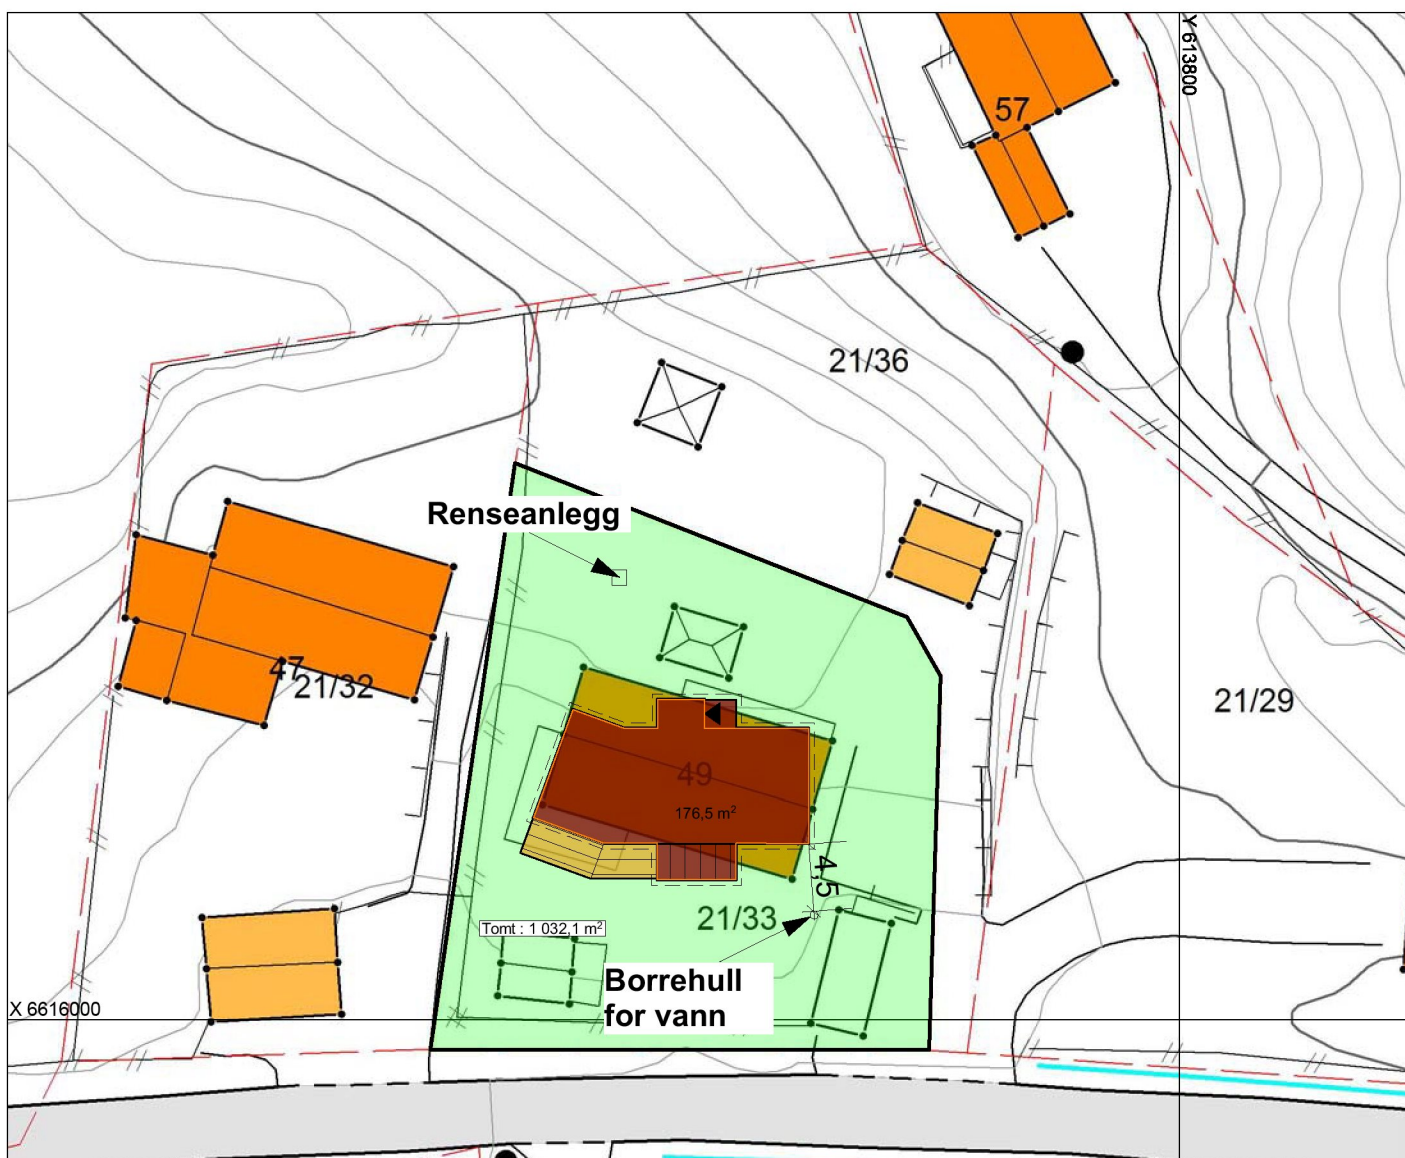 Y 613800
57
21/36
Renseanlegg
47
21/32
21/29
49
176,5 m²
4,5
21/33
Tomt : 1 032,1 m²
Borrehull
for vann
X 6616000